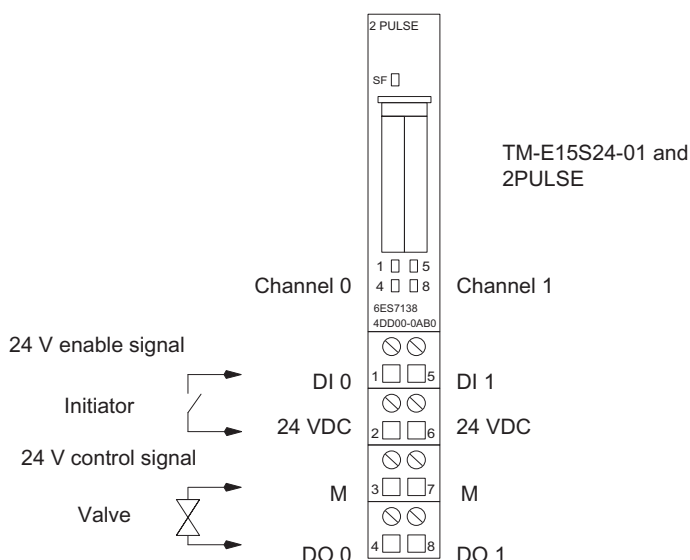 2 PULSE
SF
TM-E15S24-01 and
2PULSE
1 5
Channel 0 4 8 Channel 1
6ES7138
4DD00-0AB0
24 V enable signal
DI 0 1 5 DI 1
Initiator
24 VDC 2 6 24 VDC
24 V control signal
M 3 7 M
Valve
DO 0 4 8 DO 1